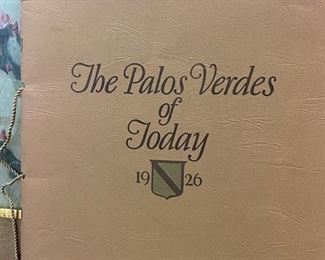 The Palos Verdes
of
Today
19 26